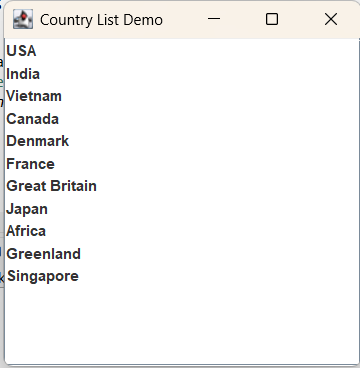 Country List Demo
USA
India
Vietnam
Canada
Denmark
France
Great Britain
Japan
Africa
Greenland
Singapore